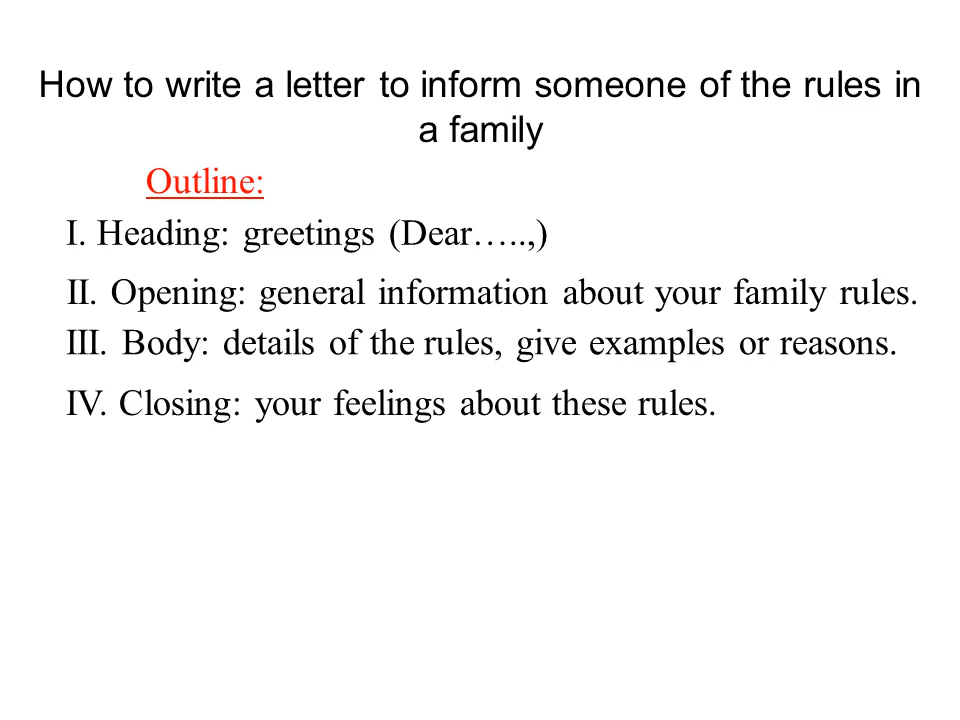 How to write a letter to inform someone of the rules in
a family
Outline:
I. Heading: greetings (Dear…..,)
II. Opening: general information about your family rules.
III. Body: details of the rules, give examples or reasons.
IV. Closing: your feelings about these rules.